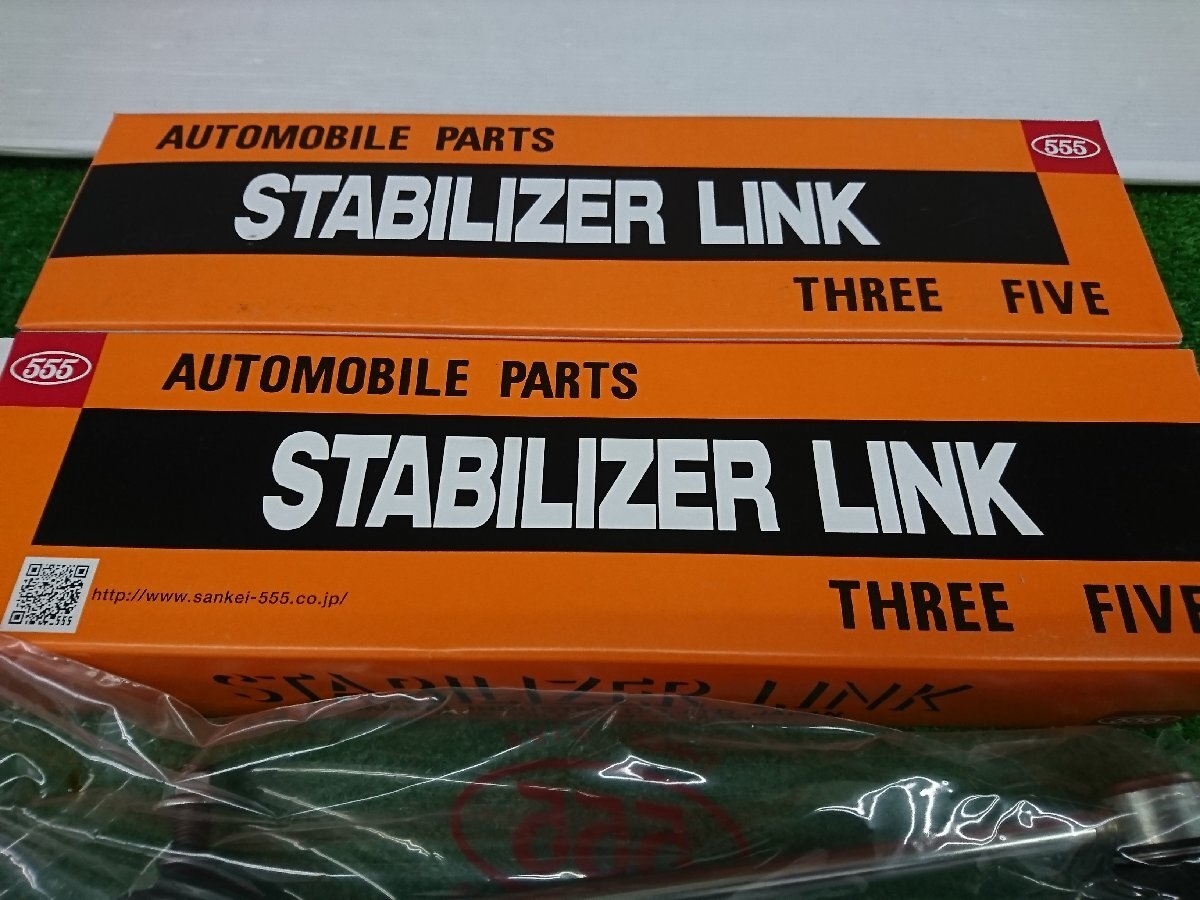 AUTOMOBILE PARTS
555
STABILIZER LINK
THREE FIVE
555
AUTOMOBILE PARTS
STABILIZER LINK
http://www.sankei-555.co.jp/
THREE FIVE
STABILIZER LINK
555